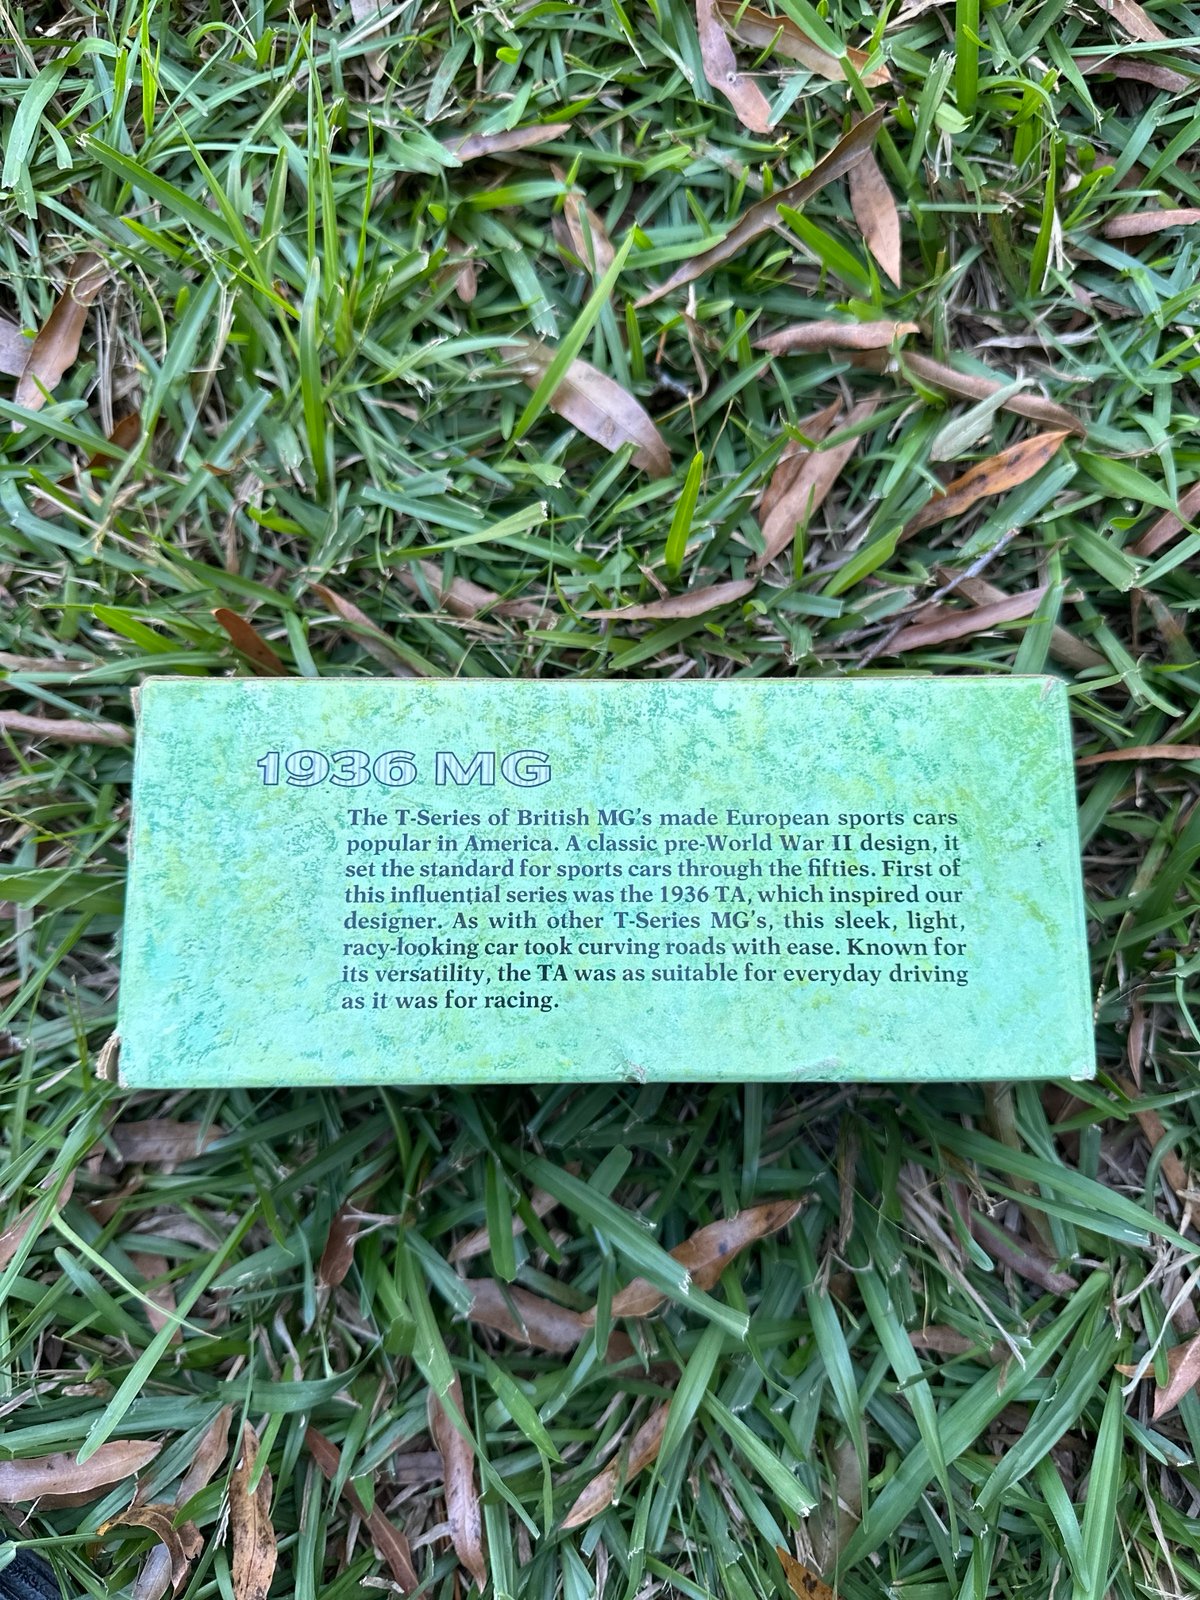 1936 MG
The T-Series of British MG's made European sports cars
popular in America. A classic pre-World War II design, it
set the standard for sports cars through the fifties. First of
this influential series was the 1936 TA, which inspired our
designer. As with other T-Series MG's, this sleek, light,
racy-looking car took curving roads with ease. Known for
its versatility, the TA was as suitable for everyday driving
as it was for racing.